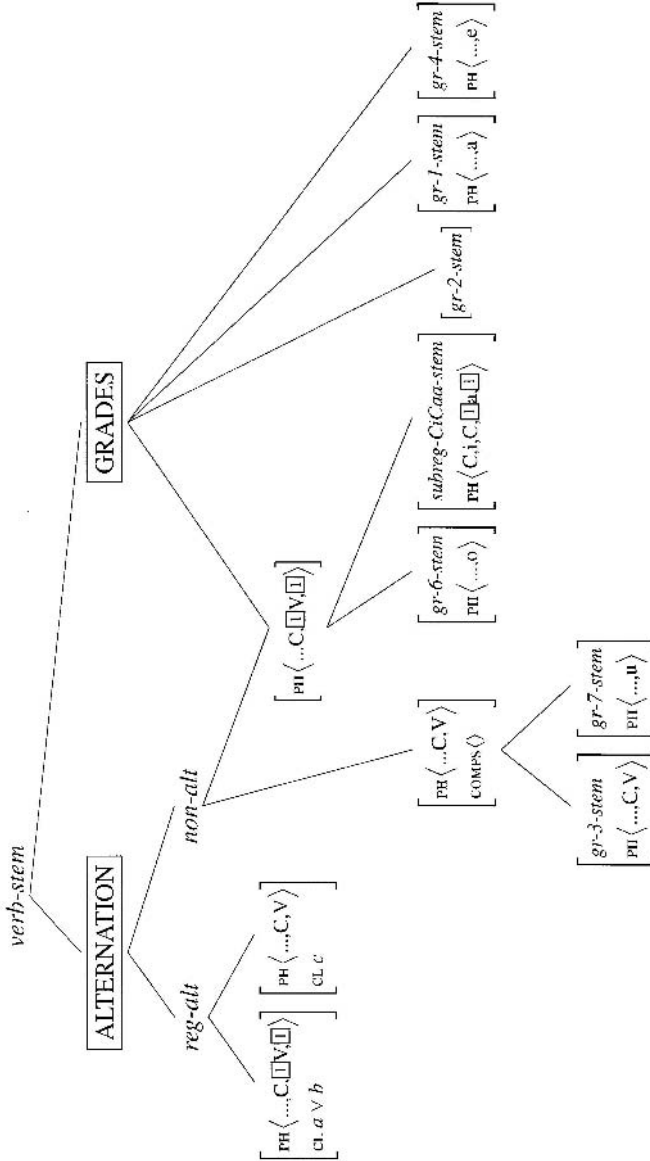 verb-stem
ALTERNATION
GRADES
reg-alt
non-alt
PH⟨...,C,[1]V,[1]⟩
CL a ∨ b
PH⟨...,C,V⟩
CL c
PH⟨...C,[1]V,[1]⟩
PH⟨...C,V⟩
COMPS⟨⟩
gr-6-stem
PH⟨...,o⟩
subreg-CiCaa-stem
PH⟨C,i,C,[1]a,[1]⟩
gr-2-stem
gr-1-stem
PH⟨...,a⟩
gr-4-stem
PH⟨...,e⟩
gr-3-stem
PH⟨...,C,V⟩
gr-7-stem
PH⟨...,u⟩